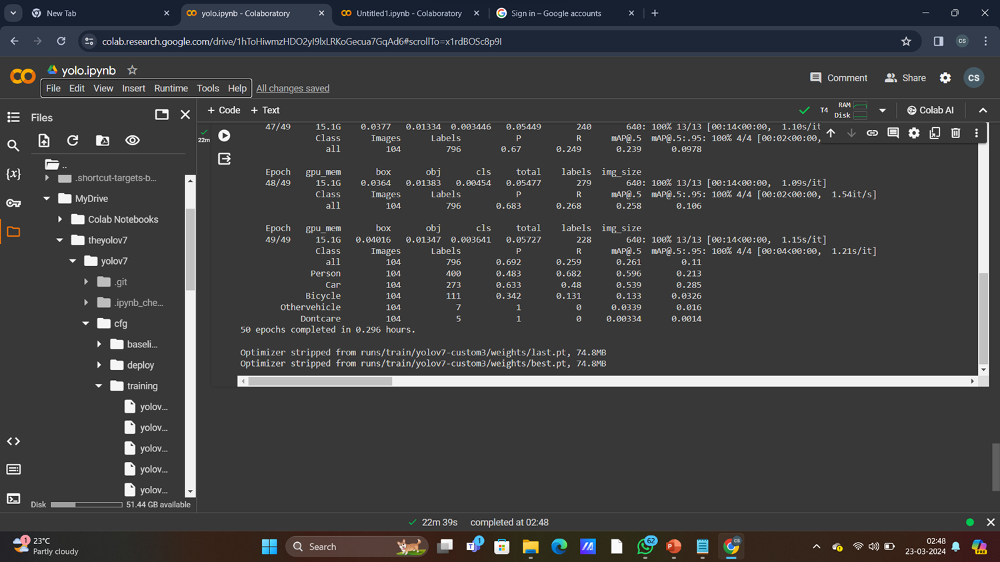 New Tab
yolo.ipynb - Colaboratory
Untitled1.ipynb - Colaboratory
Sign in – Google accounts
colab.research.google.com/drive/1hToHiwmzHDO2yI9lxLRKoGecua7GqAd6#scrollTo=x1rdBOSc8p9I
CS
yolo.ipynb
File Edit View Insert Runtime Tools Help All changes saved
Comment Share CS
Files
+ Code + Text
T4 RAM Disk Colab AI
..
.shortcut-targets-b...
MyDrive
Colab Notebooks
theyolov7
yolov7
.git
.ipynb_che...
cfg
baseli...
deploy
training
yolov...
yolov...
yolov...
yolov...
yolov...
Disk 51.44 GB available
{x}
22m
47/49 15.1G 0.0377 0.01334 0.003446 0.05449 240 640: 100% 13/13 [00:14<00:00, 1.10s/it
Class Images Labels P R mAP@.5 mAP@.5:.95: 100% 4/4 [00:02<00:00,
all 104 796 0.67 0.249 0.239 0.0978
Epoch gpu_mem box obj cls total labels img_size
48/49 15.1G 0.0364 0.01383 0.00454 0.05477 279 640: 100% 13/13 [00:14<00:00, 1.09s/it]
Class Images Labels P R mAP@.5 mAP@.5:.95: 100% 4/4 [00:02<00:00, 1.54it/s]
all 104 796 0.683 0.268 0.258 0.106
Epoch gpu_mem box obj cls total labels img_size
49/49 15.1G 0.04016 0.01347 0.003641 0.05727 228 640: 100% 13/13 [00:14<00:00, 1.15s/it]
Class Images Labels P R mAP@.5 mAP@.5:.95: 100% 4/4 [00:04<00:00, 1.21s/it]
all 104 796 0.692 0.259 0.261 0.11
Person 104 400 0.483 0.682 0.596 0.213
Car 104 273 0.633 0.48 0.539 0.285
Bicycle 104 111 0.342 0.131 0.133 0.0326
Othervehicle 104 7 1 0 0.0339 0.016
Dontcare 104 5 1 0 0.00334 0.0014
50 epochs completed in 0.296 hours.
Optimizer stripped from runs/train/yolov7-custom3/weights/last.pt, 74.8MB
Optimizer stripped from runs/train/yolov7-custom3/weights/best.pt, 74.8MB
22m 39s completed at 02:48
1
23°C
Partly cloudy
Search
1
62
CS
02:48
23-03-2024
PRE